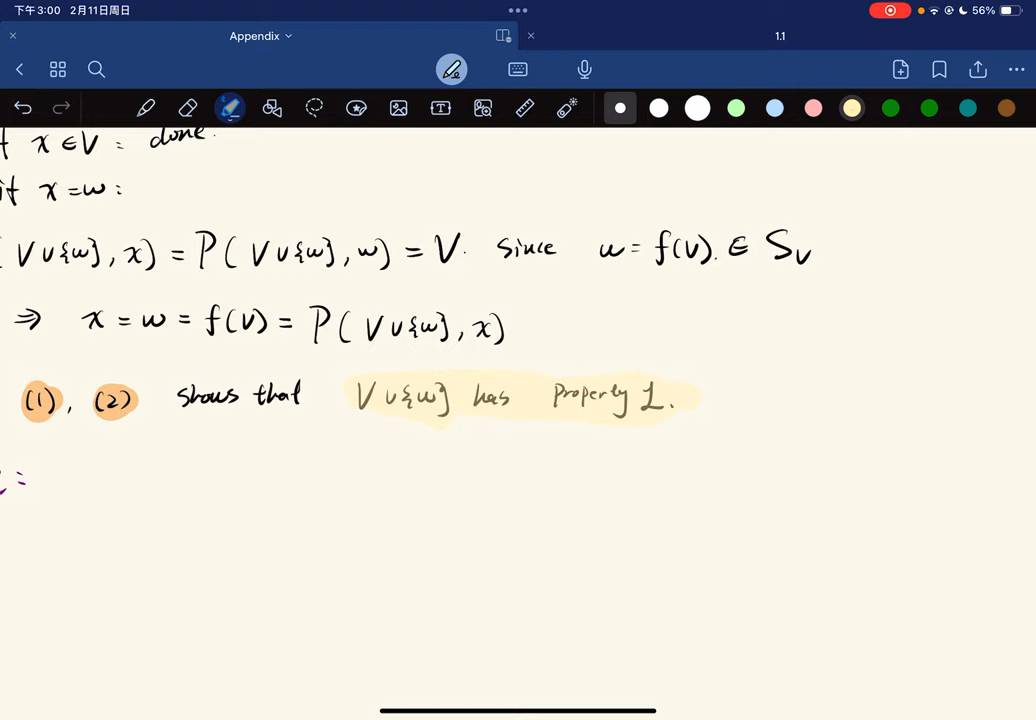 下午3:00 2月11日周日
56%
Appendix
1.1
x ∈ V : done.
if x = w :
( V ∪ {w}, x) = P( V ∪ {w}, w) = V. since w = f(V). ∈ S_V
⇒ x = w = f(V) = P( V ∪ {w}, x)
(1), (2) shows that V ∪ {w} has property L.